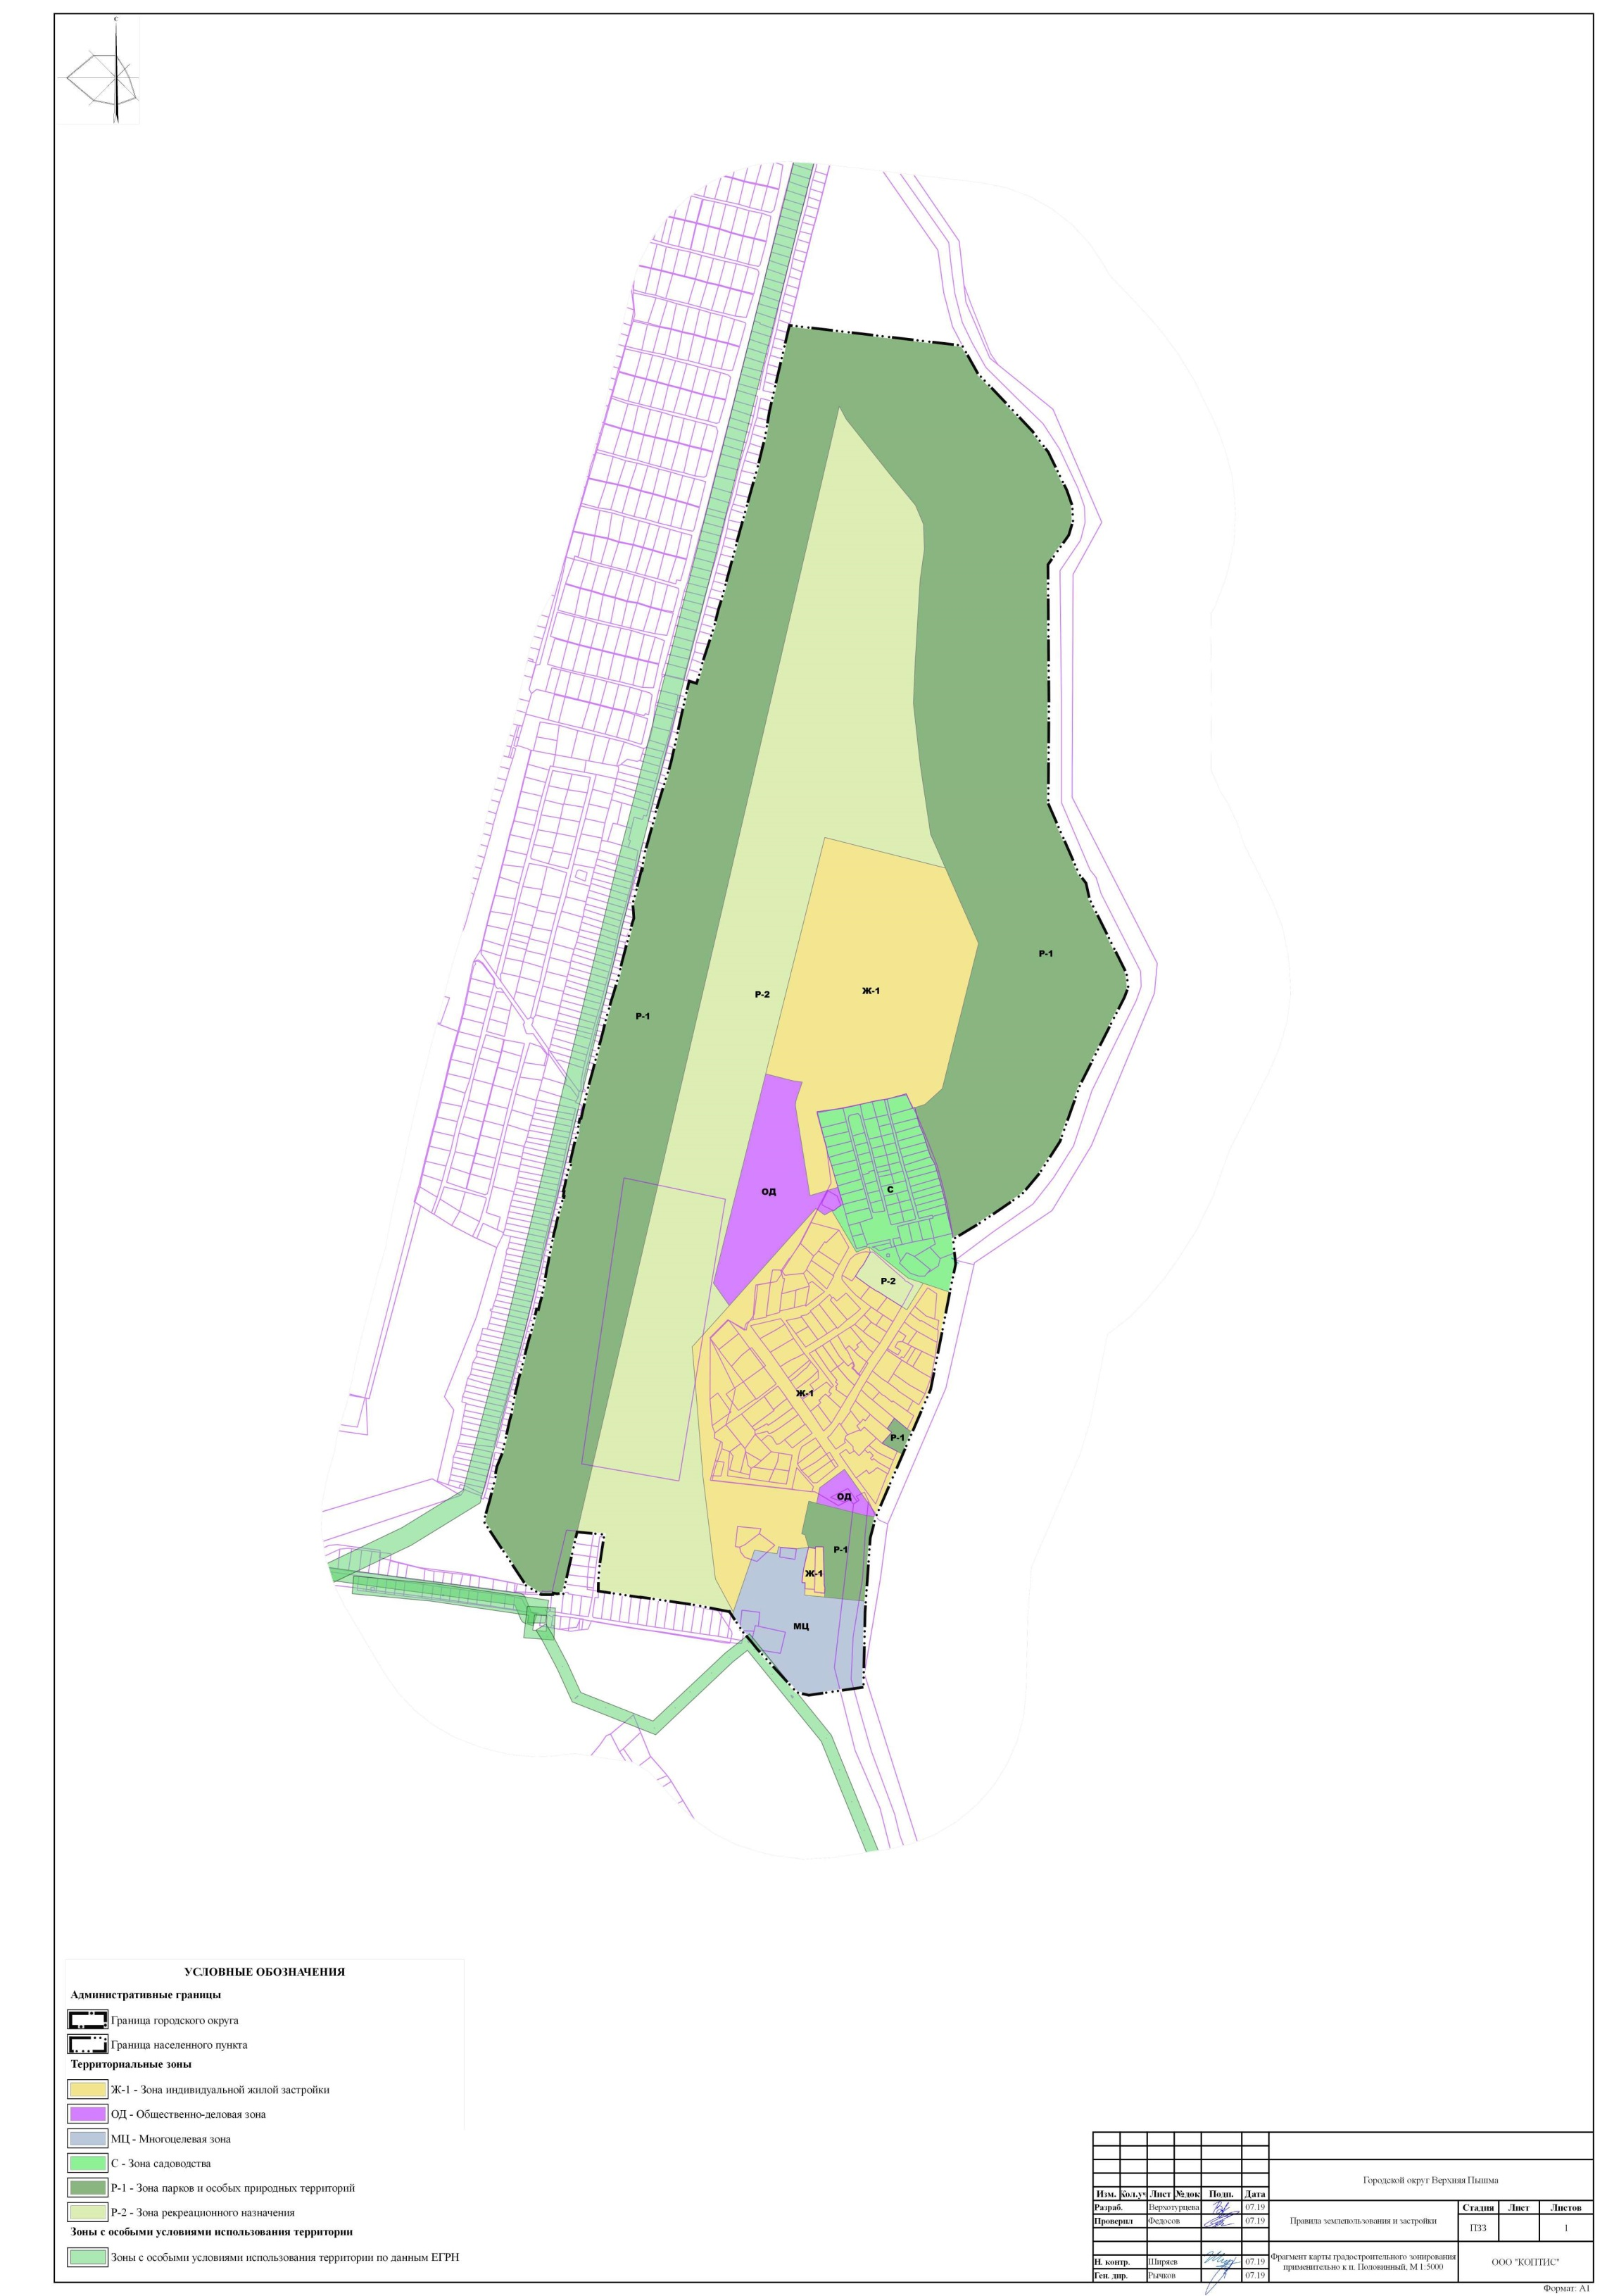 С
Р-1
Ж-1
Р-2
Р-1
ОД
С
Р-2
Ж-1
Р-1
ОД
Р-1
Ж-1
МЦ
УСЛОВНЫЕ ОБОЗНАЧЕНИЯ
Административные границы
Граница городского округа
Граница населенного пункта
Территориальные зоны
Ж-1 - Зона индивидуальной жилой застройки
ОД - Общественно-деловая зона
МЦ - Многоцелевая зона
С - Зона садоводства
Р-1 - Зона парков и особых природных территорий
Р-2 - Зона рекреационного назначения
Зоны с особыми условиями использования территории
Зоны с особыми условиями использования территории по данным ЕГРН
Городской округ Верхняя Пышма
Изм. Кол.уч Лист №док Подп. Дата
Разраб. Верхотурцева 07.19
Проверил Федосов 07.19
Правила землепользования и застройки
Стадия Лист Листов
ПЗЗ 1
Н. контр. Ширяев 07.19
Ген. дир. Рычков 07.19
Фрагмент карты градостроительного зонирования
применительно к п. Половинный, М 1:5000
ООО "КОПТИС"
Формат: А1